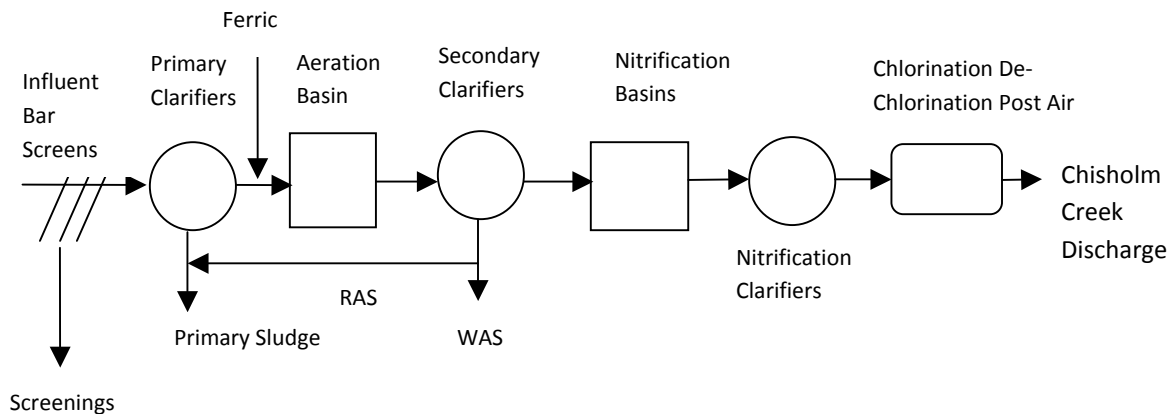 Ferric
Influent
Bar
Screens
Primary
Clarifiers
Aeration
Basin
Secondary
Clarifiers
Nitrification
Basins
Chlorination De-
Chlorination Post Air
Chisholm
Creek
Discharge
Nitrification
Clarifiers
RAS
Primary Sludge
WAS
Screenings